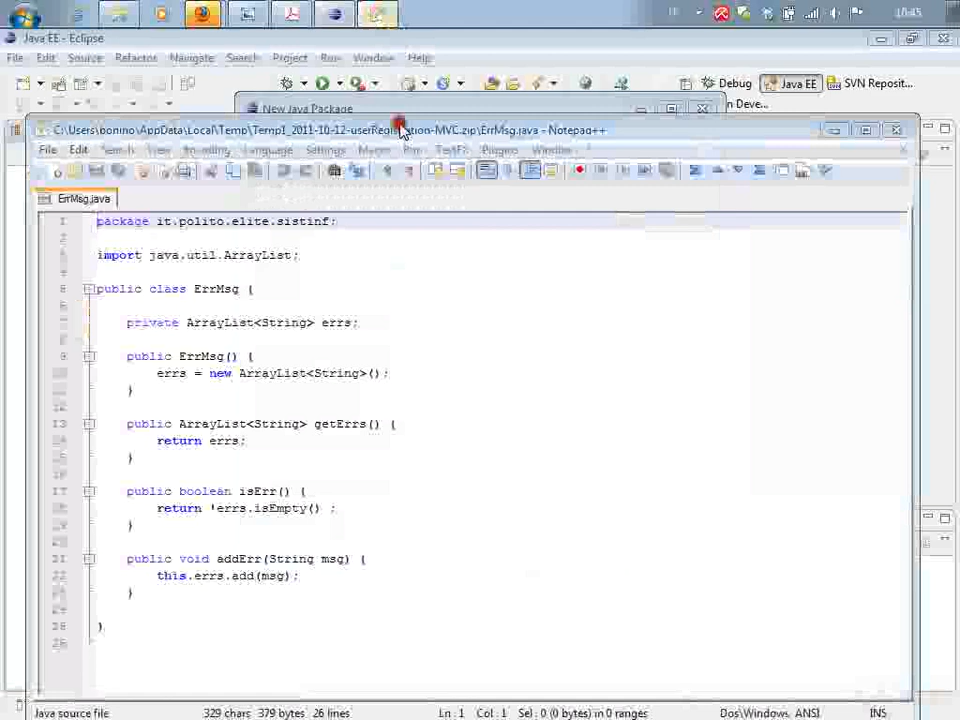 10:45
Java EE - Eclipse
File Edit Source Refactor Navigate Search Project Run Window Help
Debug Java EE SVN Reposit...
New Java Package
n Deve...
C:\Users\bonino\AppData\Local\Temp\Temp1_2011-10-12-userRegistration-MVC.zip\ErrMsg.java - Notepad++
File Edit Search View Encoding Language Settings Macro Run TextFX Plugins Window
ErrMsg.java
1 package it.polito.elite.sistinf;
2
3 import java.util.ArrayList;
4
5 public class ErrMsg {
6
7 private ArrayList<String> errs;
8
9 public ErrMsg() {
10 errs = new ArrayList<String>();
11 }
12
13 public ArrayList<String> getErrs() {
14 return errs;
15 }
16
17 public boolean isErr() {
18 return !errs.isEmpty() ;
19 }
20
21 public void addErr(String msg) {
22 this.errs.add(msg);
23 }
24
25 }
26
Java source file 329 chars 379 bytes 26 lines Ln : 1 Col : 1 Sel : 0 (0 bytes) in 0 ranges Dos\Windows ANSI INS